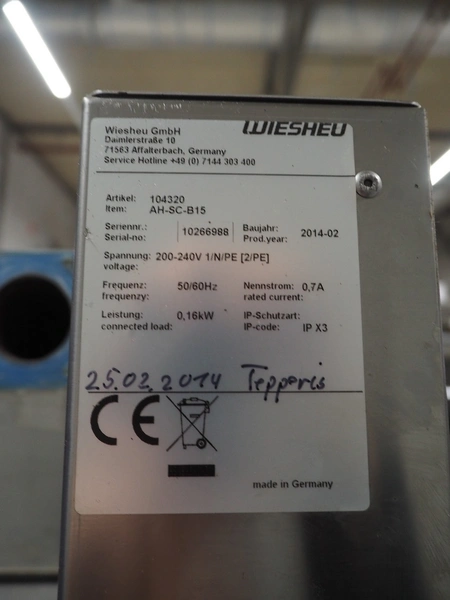 Wiesheu GmbH
WIESHEU
Daimlerstraße 10
71563 Affalterbach, Germany
Service Hotline +49 (0) 7144 303 400
Artikel: 104320
Item: AH-SC-B15
Seriennr.: Baujahr:
Serial-no: 10266988 Prod.year: 2014-02
Spannung: 200-240V 1/N/PE [2/PE]
voltage:
Frequenz: 50/60Hz Nennstrom: 0,7A
frequenzy: rated current:
Leistung: 0,16kW IP-Schutzart:
connected load: IP-code: IP X3
25.02.2014 Tepperis
CE
made in Germany